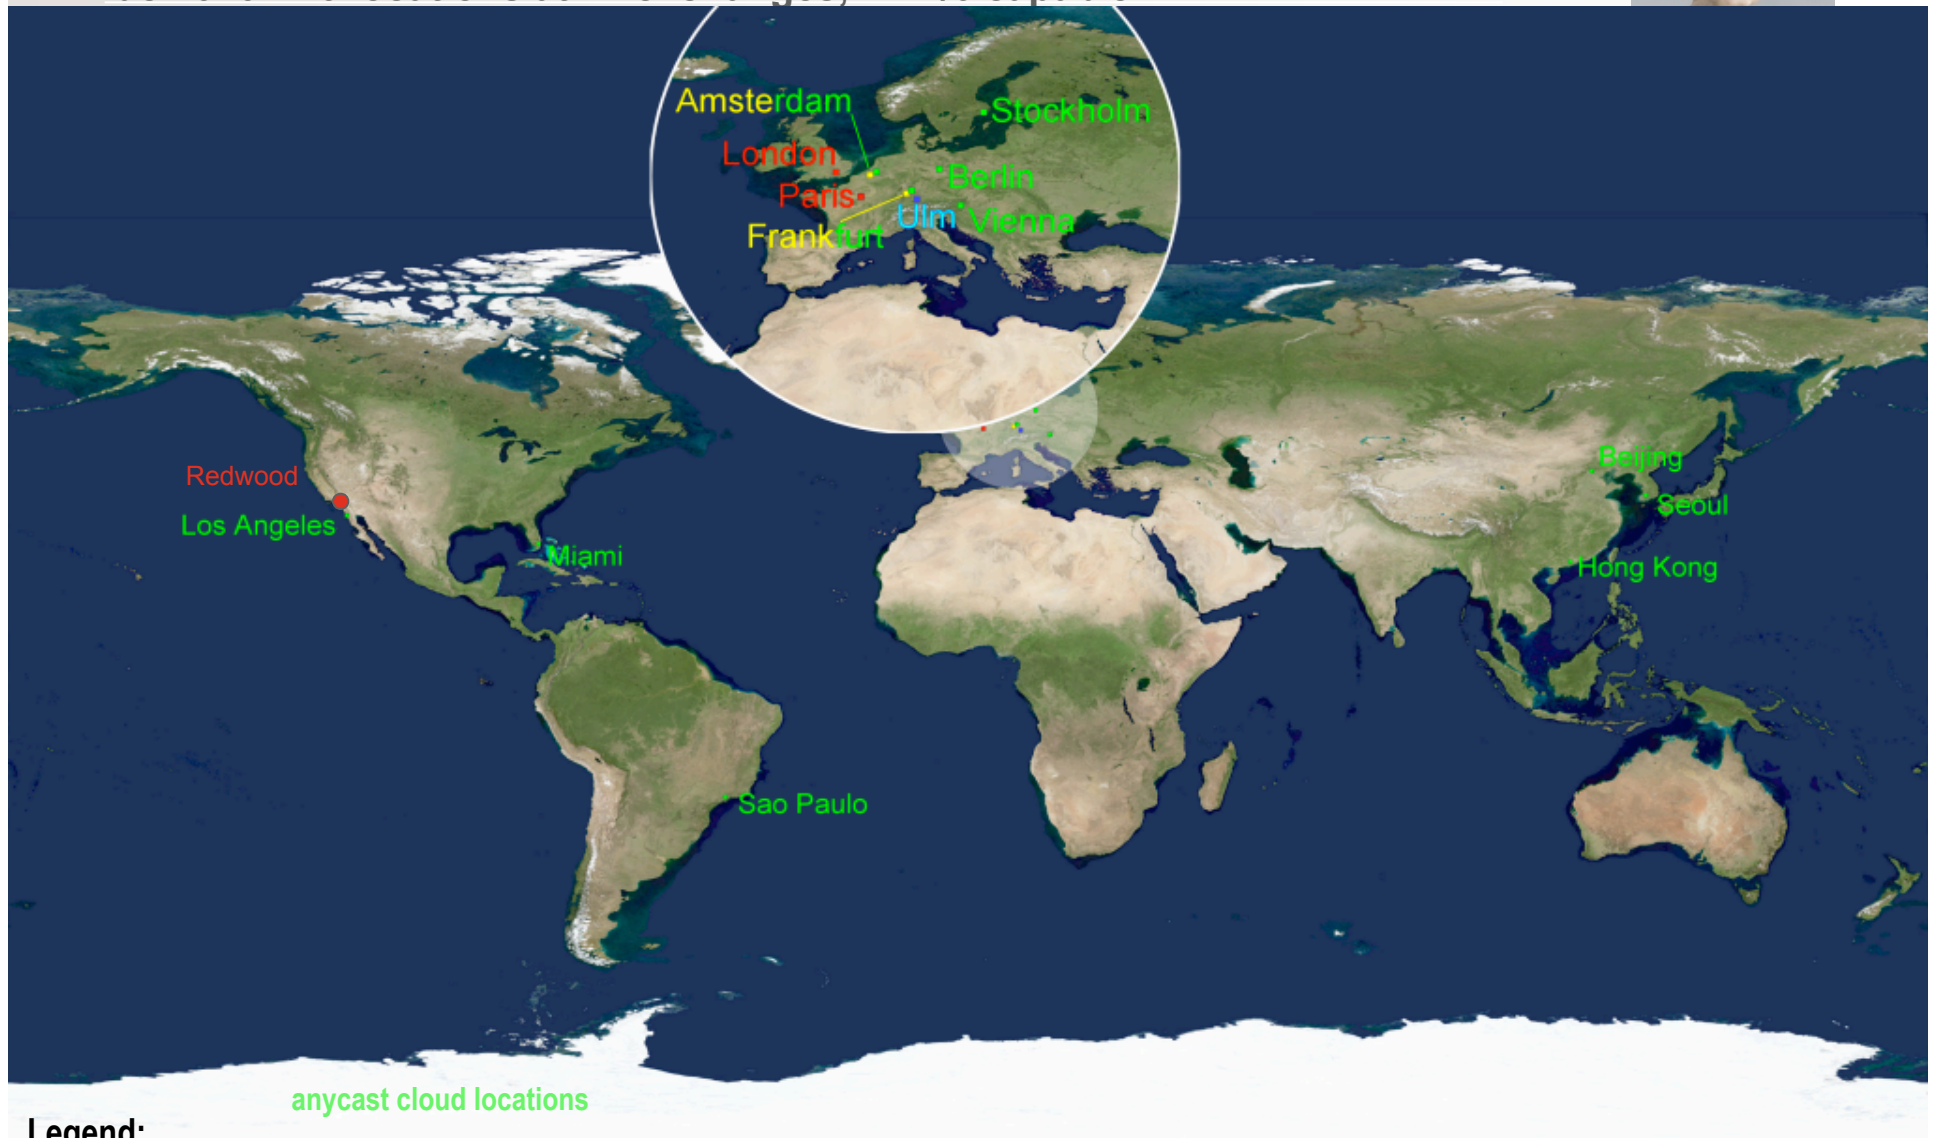 Amsterdam
Stockholm
London
Berlin
Paris
Ulm
Vienna
Frankfurt
Redwood
Los Angeles
Miami
Beijing
Seoul
Hong Kong
Sao Paulo
anycast cloud locations
Legend: